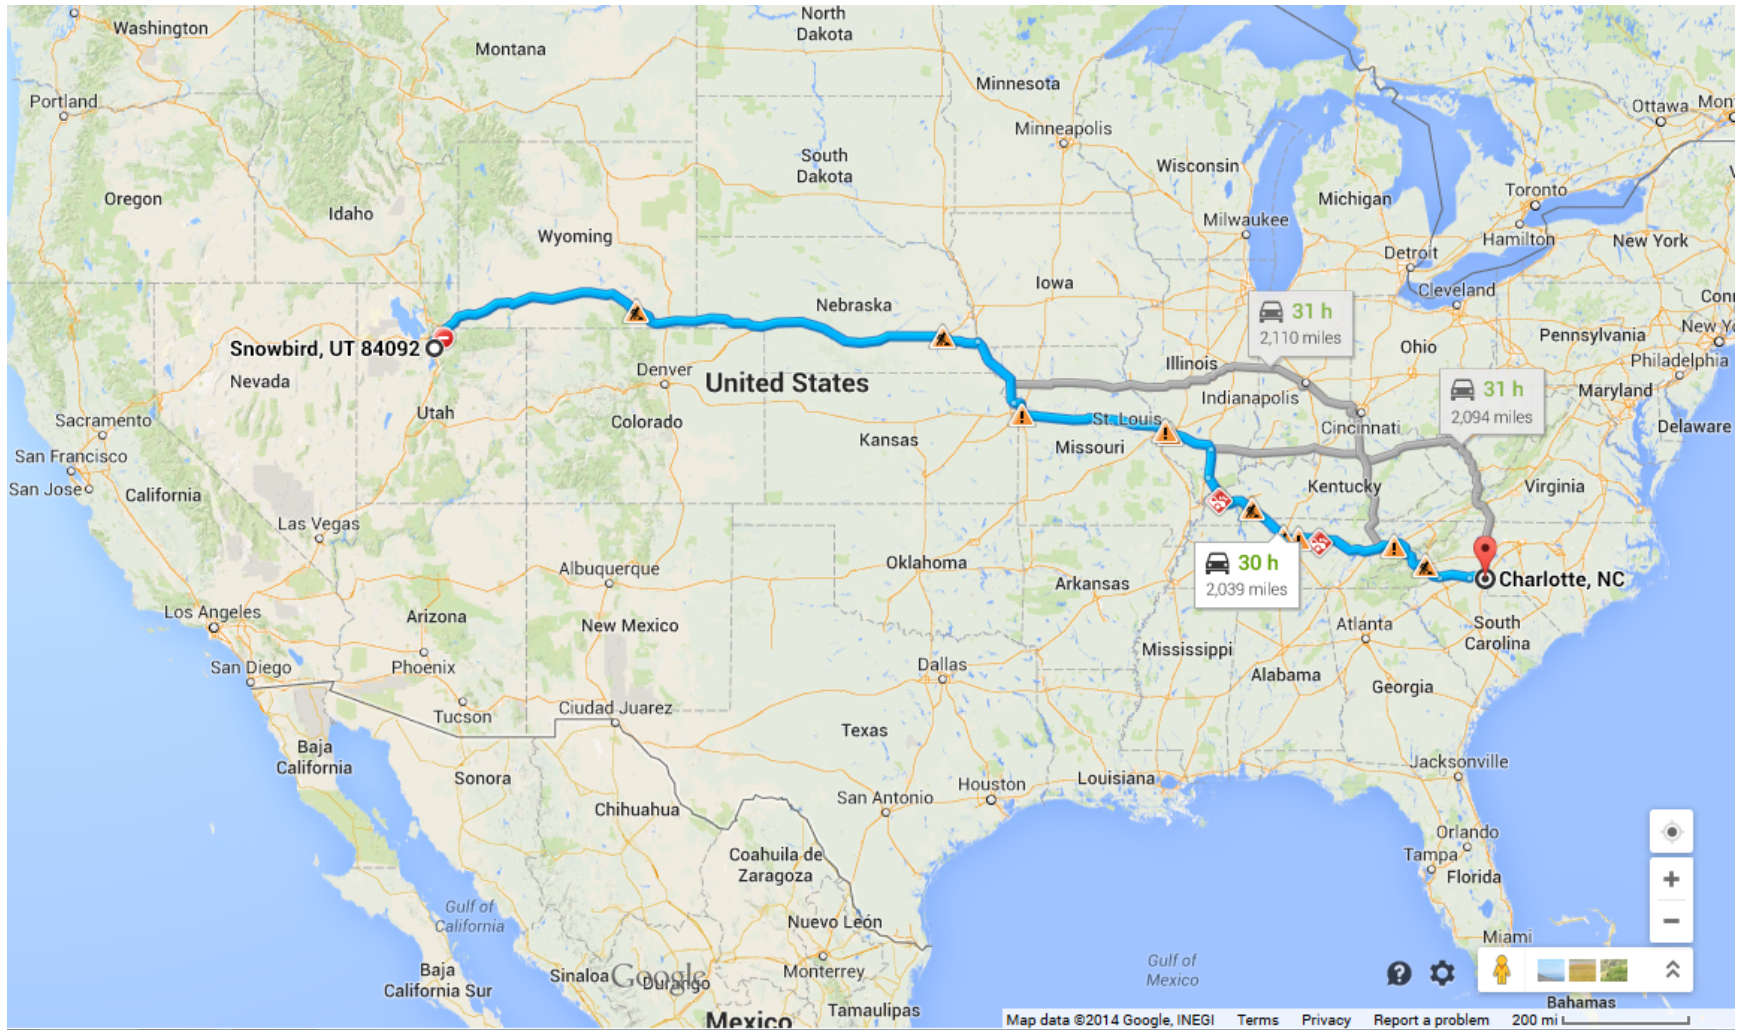 Washington
North
Dakota
Montana
Minnesota
Portland
Ottawa
Mon
Minneapolis
South
Dakota
Wisconsin
Oregon
Idaho
Michigan
Toronto
Milwaukee
Wyoming
Hamilton
New York
Detroit
Iowa
Cleveland
Nebraska
Conn
31 h
2,110 miles
Pennsylvania
New Yo
Snowbird, UT 84092
Ohio
Philadelphia
Illinois
Denver
United States
Nevada
31 h
2,094 miles
Maryland
Indianapolis
Utah
Sacramento
Colorado
St. Louis
Cincinnati
Delaware
Kansas
Missouri
San Francisco
San Jose
California
Kentucky
Virginia
Las Vegas
Albuquerque
Oklahoma
30 h
2,039 miles
Arkansas
Charlotte, NC
Los Angeles
Arizona
New Mexico
Atlanta
South
Carolina
Mississippi
San Diego
Phoenix
Dallas
Alabama
Georgia
Tucson
Ciudad Juarez
Texas
Baja
California
Sonora
Jacksonville
Louisiana
Houston
San Antonio
Chihuahua
Orlando
Tampa
Florida
Coahuila de
Zaragoza
Gulf of
California
Nuevo León
Miami
Gulf of
Mexico
Baja
California Sur
Sinaloa
Google
Durango
Monterrey
Tamaulipas
Bahamas
Mexico
Map data ©2014 Google, INEGI Terms Privacy Report a problem 200 mi